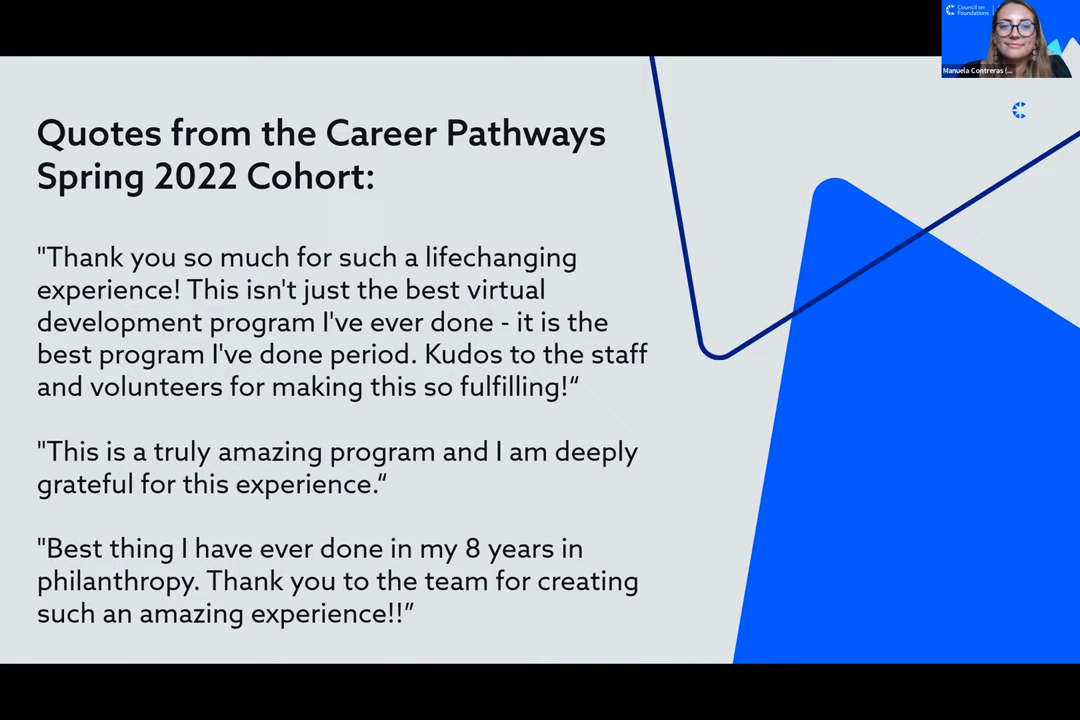 Council on
Foundations
Manuela Contreras (...
Quotes from the Career Pathways
Spring 2022 Cohort:
"Thank you so much for such a lifechanging
experience! This isn't just the best virtual
development program I've ever done - it is the
best program I've done period. Kudos to the staff
and volunteers for making this so fulfilling!“
"This is a truly amazing program and I am deeply
grateful for this experience.“
"Best thing I have ever done in my 8 years in
philanthropy. Thank you to the team for creating
such an amazing experience!!”